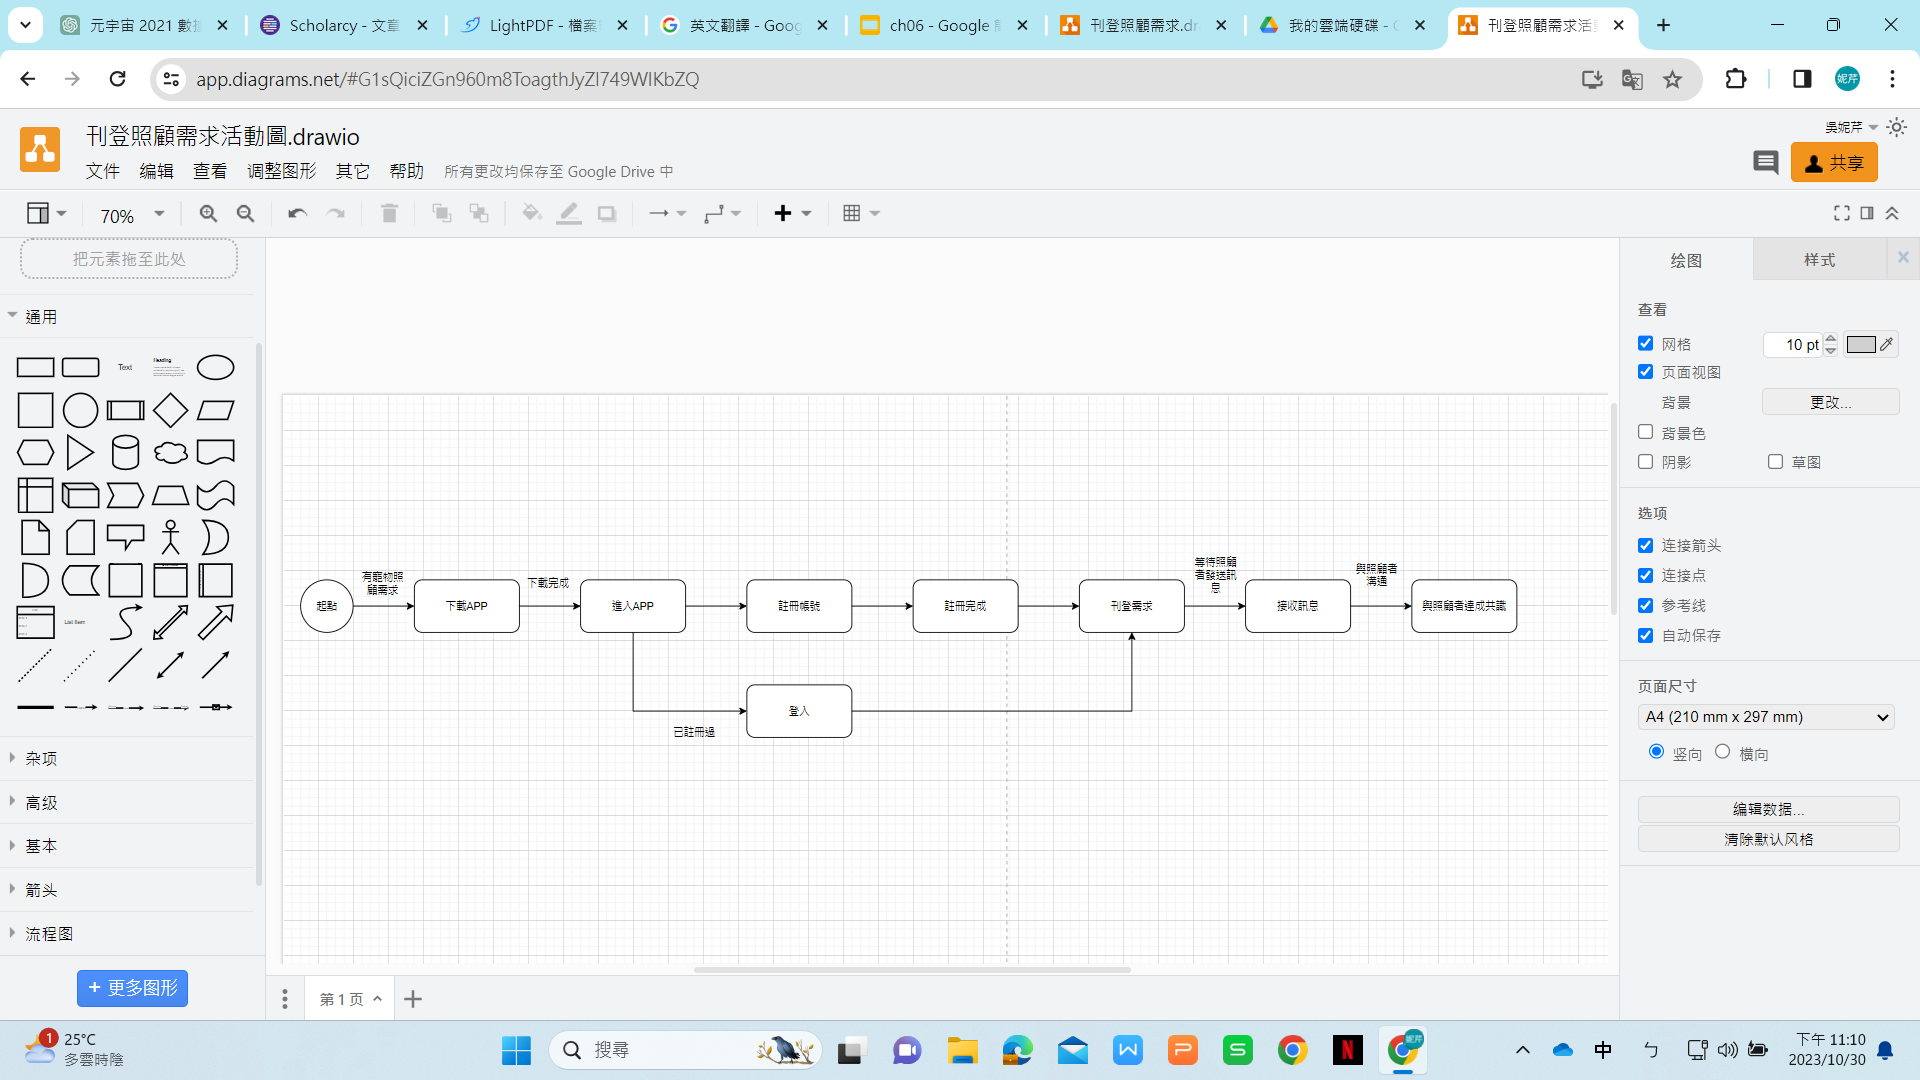 元宇宙 2021 數據
Scholarcy - 文章
LightPDF - 檔案
英文翻譯 - Goog
ch06 - Google 簡
刊登照顧需求.dr
我的雲端硬碟 - G
刊登照顧需求活
app.diagrams.net/#G1sQiciZGn960m8ToagthJyZl749WIKbZQ
妮芹
刊登照顧需求活動圖.drawio
吳妮芹
文件 编辑 查看 调整图形 其它 帮助 所有更改均保存至 Google Drive 中
共享
70%
把元素拖至此处
通用
Text
Heading
List Item
杂项
高级
基本
箭头
流程图
+ 更多图形
起點
有寵物照
顧需求
下載APP
下載完成
進入APP
註冊帳號
註冊完成
刊登需求
等待照顧
者發送訊
息
接收訊息
與照顧者
溝通
與照顧者達成共識
登入
已註冊過
第 1 页
绘图
样式
查看
网格
10 pt
页面视图
背景
更改...
背景色
阴影
草图
选项
连接箭头
连接点
参考线
自动保存
页面尺寸
A4 (210 mm x 297 mm)
竖向
横向
编辑数据...
清除默认风格
1
25°C
多雲時陰
搜尋
中
ㄅ
下午 11:10
2023/10/30